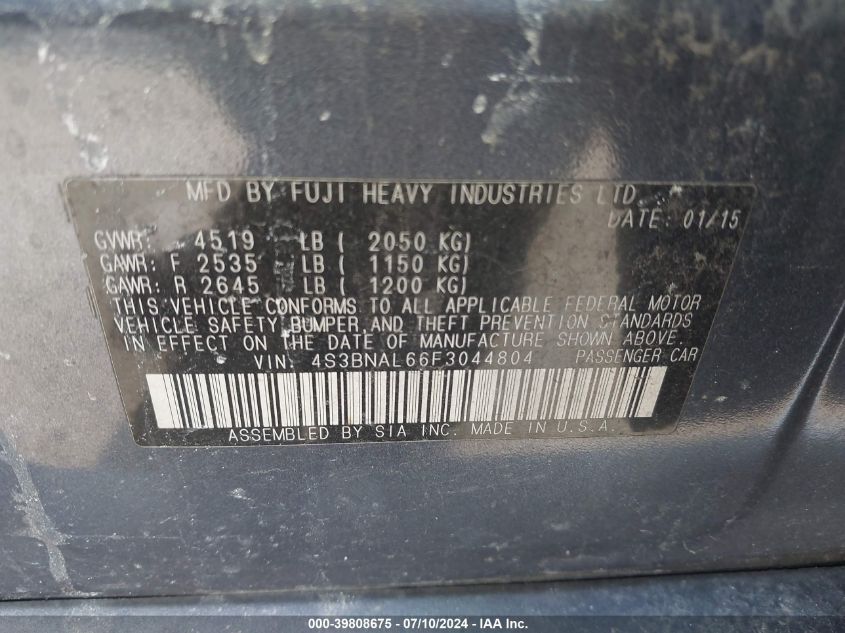 MFD BY FUJI HEAVY INDUSTRIES LTD
DATE: 01/15
GVWR: 4519 LB ( 2050 KG)
GAWR: F 2535 LB ( 1150 KG)
GAWR: R 2645 LB ( 1200 KG)
THIS VEHICLE CONFORMS TO ALL APPLICABLE FEDERAL MOTOR
VEHICLE SAFETY, BUMPER, AND THEFT PREVENTION STANDARDS
IN EFFECT ON THE DATE OF MANUFACTURE SHOWN ABOVE.
VIN: 4S3BNAL66F3044804 PASSENGER CAR
ASSEMBLED BY SIA INC. MADE IN U.S.A.
000-39808675 / 07/10/2024 / © IAA Inc.